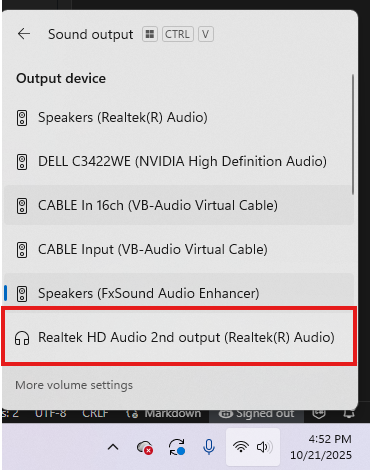 Sound output CTRL V
Output device
Speakers (Realtek(R) Audio)
DELL C3422WE (NVIDIA High Definition Audio)
CABLE In 16ch (VB-Audio Virtual Cable)
CABLE Input (VB-Audio Virtual Cable)
Speakers (FxSound Audio Enhancer)
Realtek HD Audio 2nd output (Realtek(R) Audio)
More volume settings
s: 2 UTF-8 CRLF Markdown Signed out
4:52 PM
10/21/2025